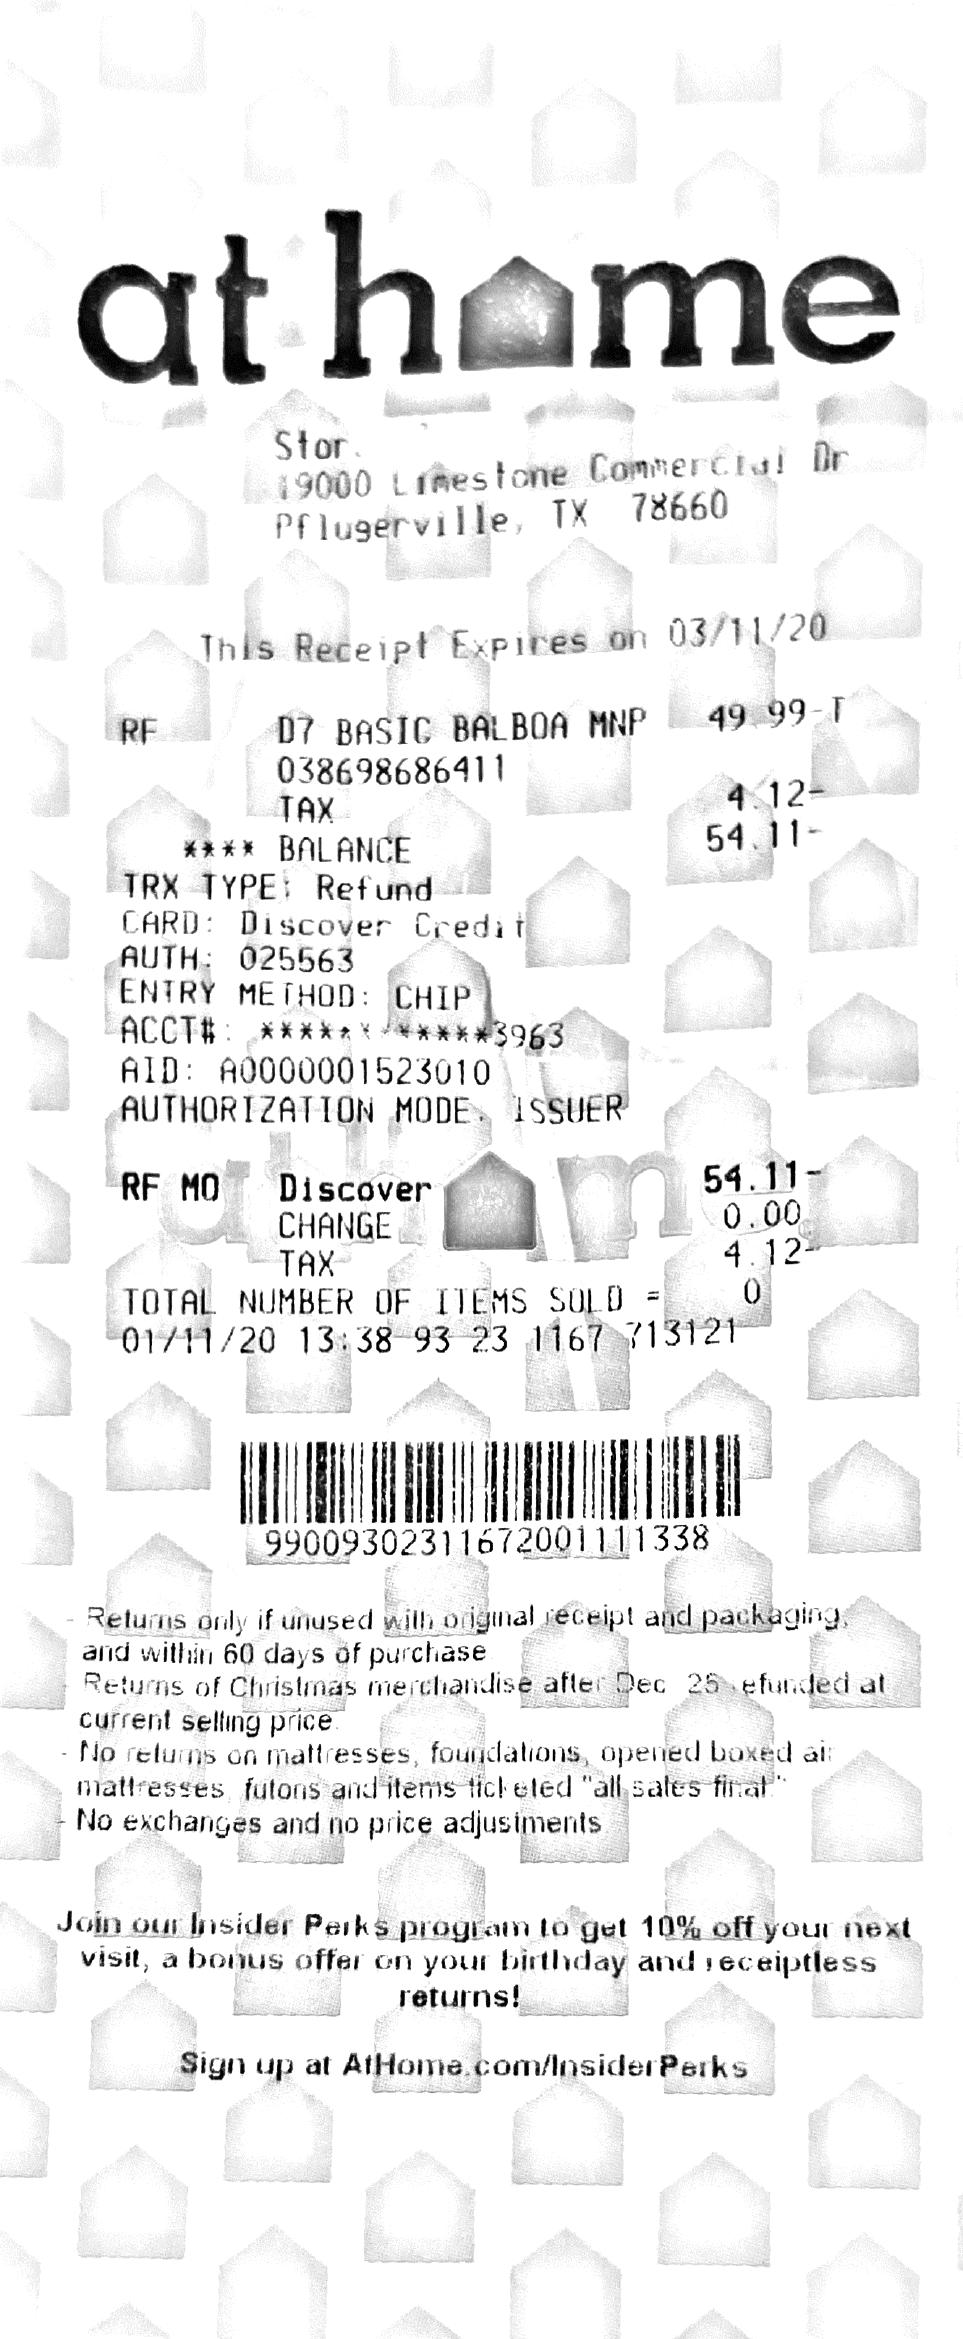 at home
Stor
19000 Limestone Commercial Dr
Pflugerville, TX 78660
This Receipt Expires on 03/11/20
RF D7 BASIC BALBOA MNP 49.99-T
038698686411
TAX 4.12-
**** BALANCE 54.11-
TRX TYPE: Refund
CARD: Discover Credit
AUTH: 025563
ENTRY METHOD: CHIP
ACCT#: ************3963
AID: A0000001523010
AUTHORIZATION MODE: ISSUER
RF MO Discover 54.11-
CHANGE 0.00
TAX 4.12-
TOTAL NUMBER OF ITEMS SOLD = 0
01/11/20 13:38 93 23 1167 713121
99009302311672001111338
- Returns only if unused with original receipt and packaging,
and within 60 days of purchase
- Returns of Christmas merchandise after Dec 25 refunded at
current selling price.
- No returns on mattresses, foundations, opened boxed air
mattresses, futons and items ticketed "all sales final."
- No exchanges and no price adjustments
Join our Insider Perks program to get 10% off your next
visit, a bonus offer on your birthday and receiptless
returns!
Sign up at AtHome.com/InsiderPerks